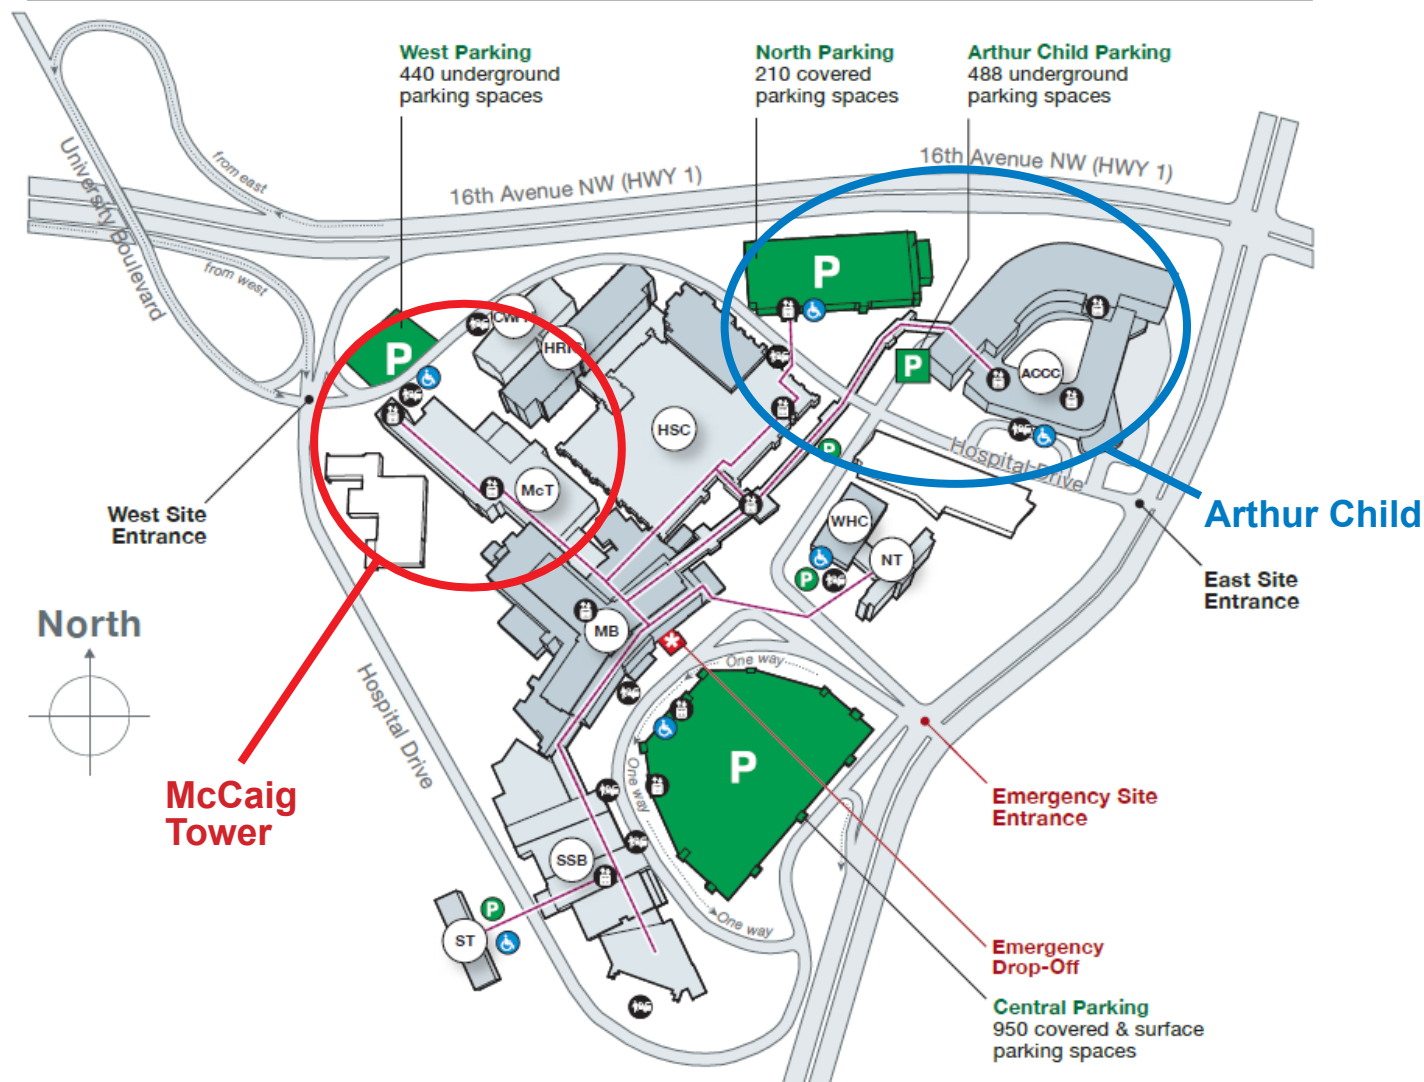 West Parking
440 underground
parking spaces
North Parking
210 covered
parking spaces
Arthur Child Parking
488 underground
parking spaces
University Boulevard
from east
from west
16th Avenue NW (HWY 1)
16th Avenue NW (HWY 1)
P
P
P
HSC
McT
ACCC
P
Hospital Drive
West Site
Entrance
WHC
NT
P
Arthur Child
East Site
Entrance
North
MB
One way
Hospital Drive
One way
P
McCaig
Tower
Emergency Site
Entrance
SSB
P
ST
One way
Emergency
Drop-Off
Central Parking
950 covered & surface
parking spaces